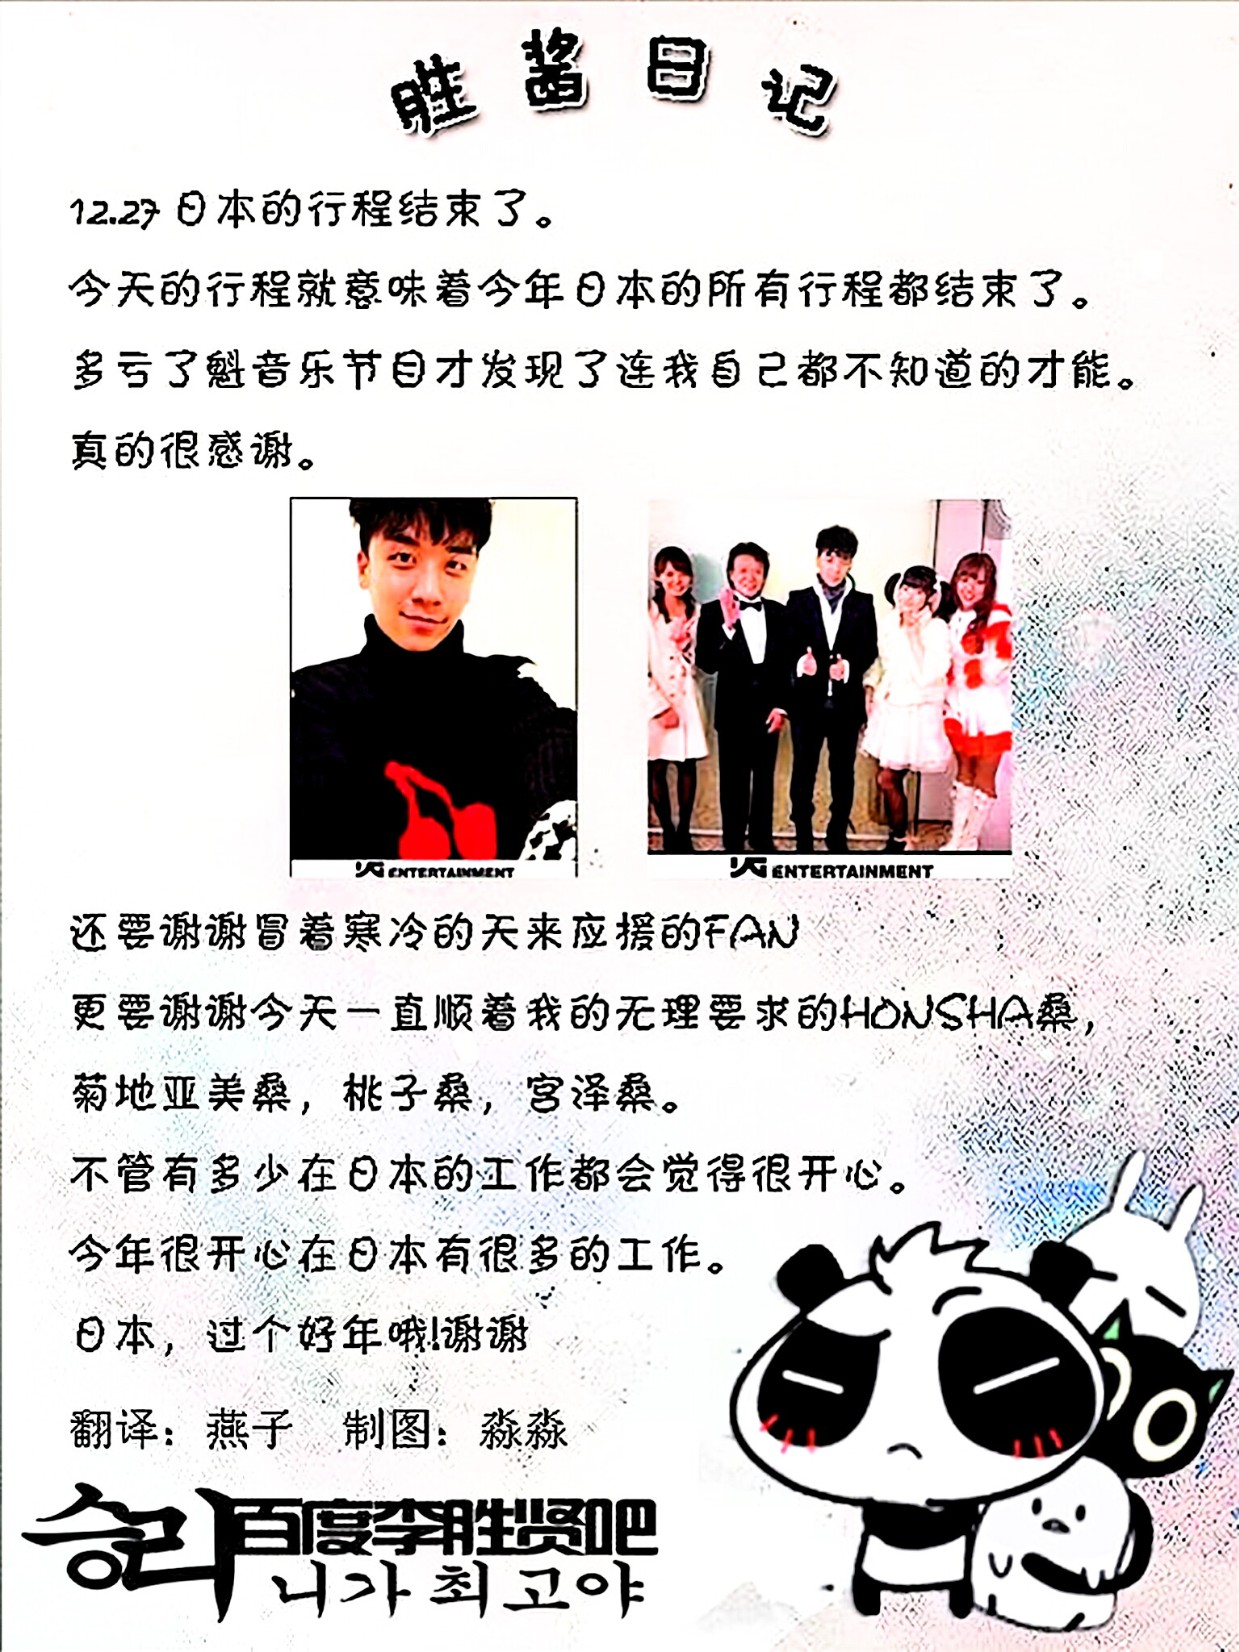 胜酱日记
12.27 日本的行程结束了。
今天的行程就意味着今年日本的所有行程都结束了。
多亏了魁音乐节目才发现了连我自己都不知道的才能。
真的很感谢。
YG ENTERTAINMENT
YG ENTERTAINMENT
还要谢谢冒着寒冷的天来应援的FAN
更要谢谢今天一直顺着我的无理要求的HONSHA桑，
菊地亚美桑，桃子桑，宫泽桑。
不管有多少在日本的工作都会觉得很开心。
今年很开心在日本有很多的工作。
日本，过个好年哦!谢谢
翻译：燕子 制图：淼淼
승리 百度李胜贤吧
니가 최고야